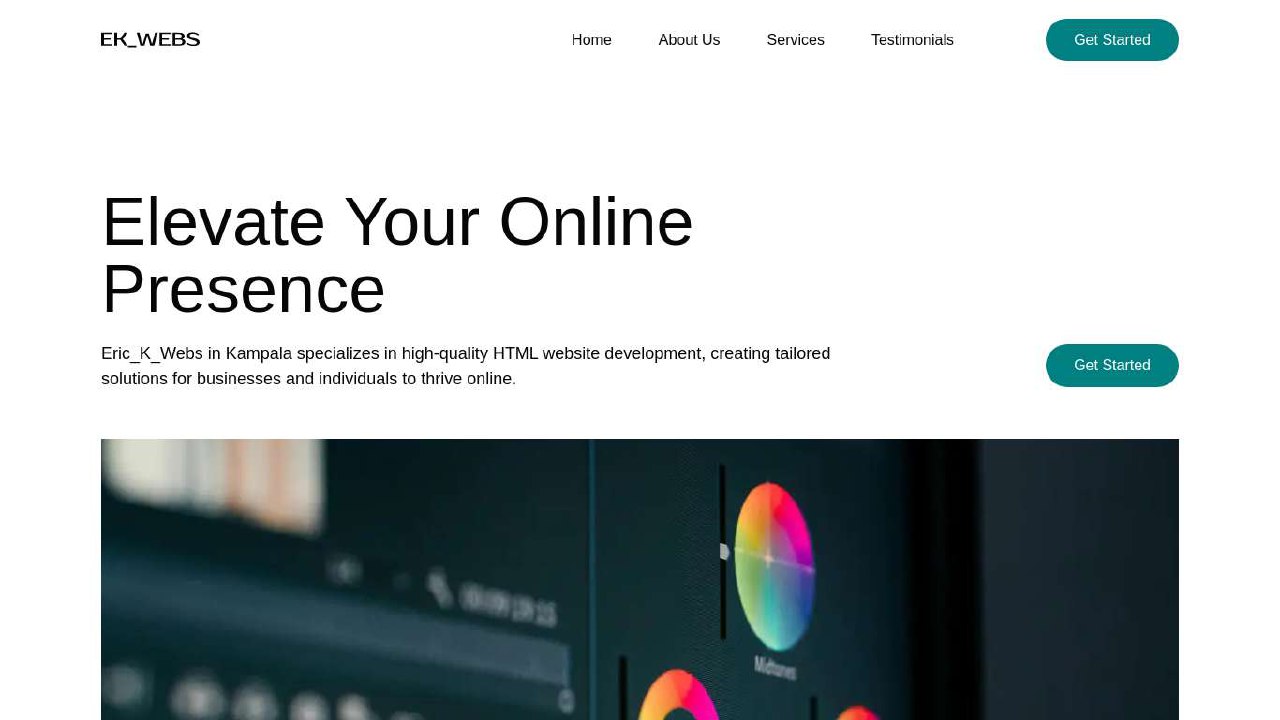 EK_WEBS
Home
About Us
Services
Testimonials
Get Started
Elevate Your Online
Presence
Eric_K_Webs in Kampala specializes in high-quality HTML website development, creating tailored
solutions for businesses and individuals to thrive online.
Get Started
Midtones